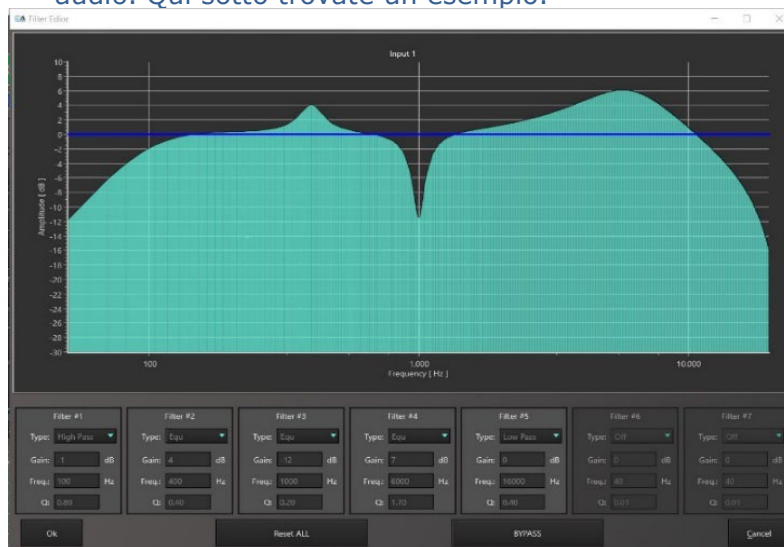 audio. Qui sotto trovate un esempio:
Filter Editor
Input 1
10
8
6
4
2
0
-2
-4
-6
-8
-10
-12
-14
-16
-18
-20
-22
-24
-26
-28
-30
Amplitude [ dB ]
100 1,000 10,000
Frequency [ Hz ]
Filter #1 Filter #2 Filter #3 Filter #4 Filter #5 Filter #6 Filter #7
Type: High Pass Type: Equ Type: Equ Type: Equ Type: Low Pass Type: Off Type: Off
Gain: -1 dB Gain: 4 dB Gain: -12 dB Gain: 7 dB Gain: 0 dB Gain: 0 dB Gain: 0 dB
Freq.: 100 Hz Freq.: 400 Hz Freq.: 1000 Hz Freq.: 6000 Hz Freq.: 16000 Hz Freq.: 40 Hz Freq.: 40 Hz
Q: 0.80 Q: 0.40 Q: 0.20 Q: 1.70 Q: 0.40 Q: 0.01 Q: 0.01
Ok Reset ALL BYPASS Cancel